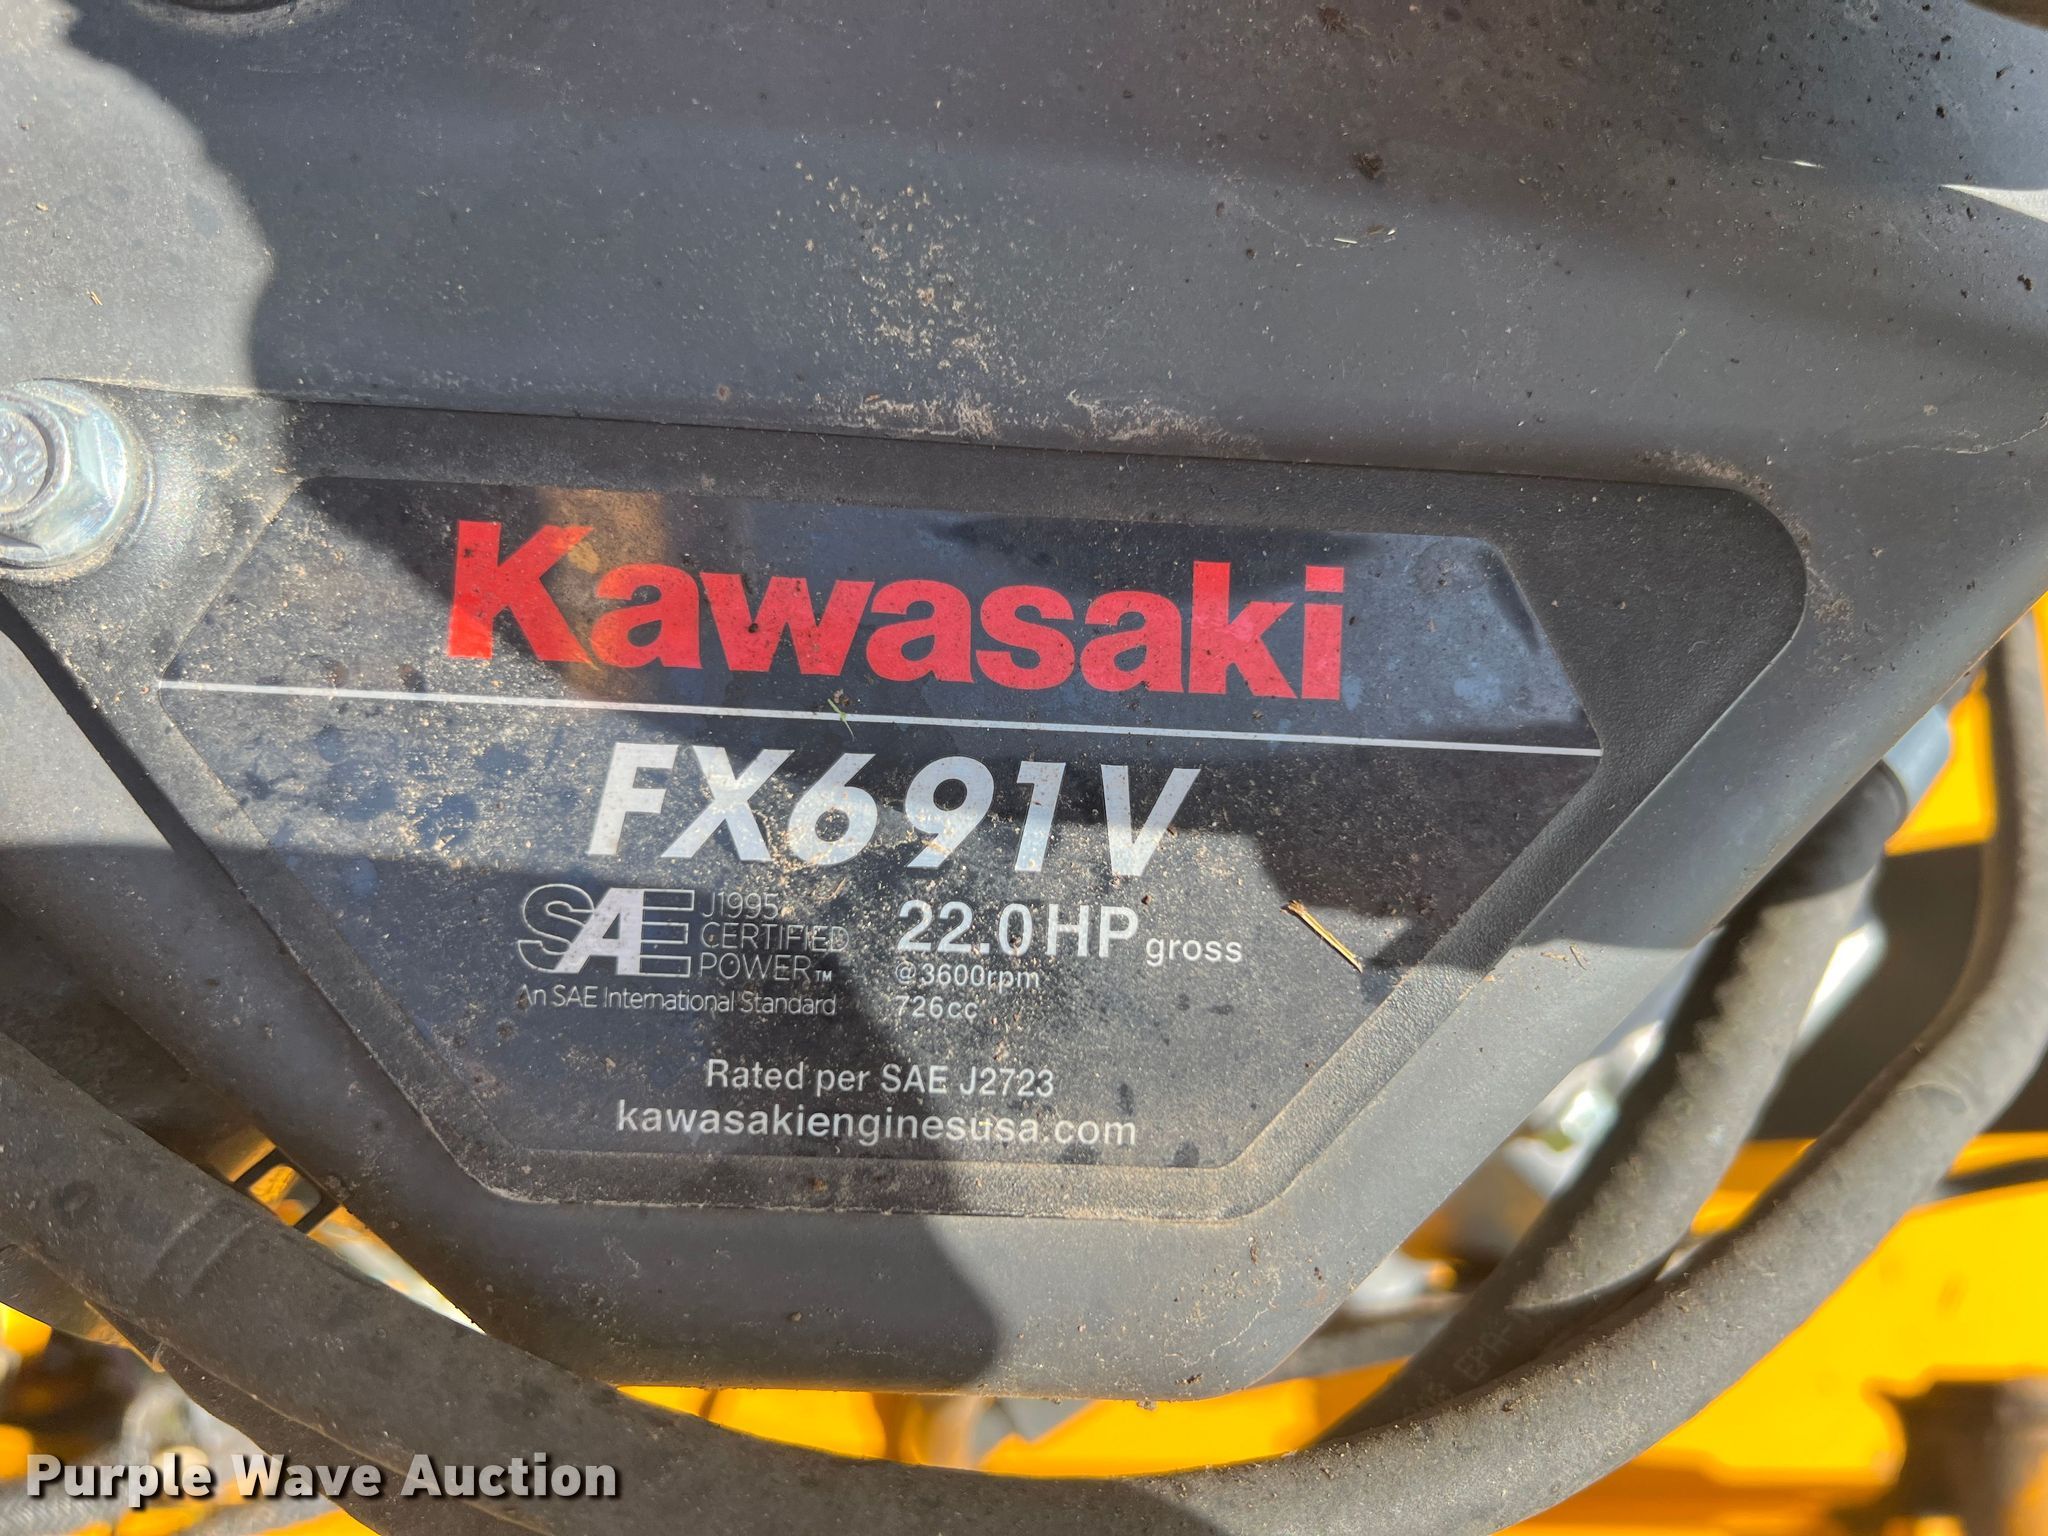 Kawasaki
FX691V
SAE J1995
CERTIFIED
POWER™
An SAE International Standard
22.0HP gross
@3600rpm
726cc
Rated per SAE J2723
kawasakienginesusa.com
EPA
Purple Wave Auction